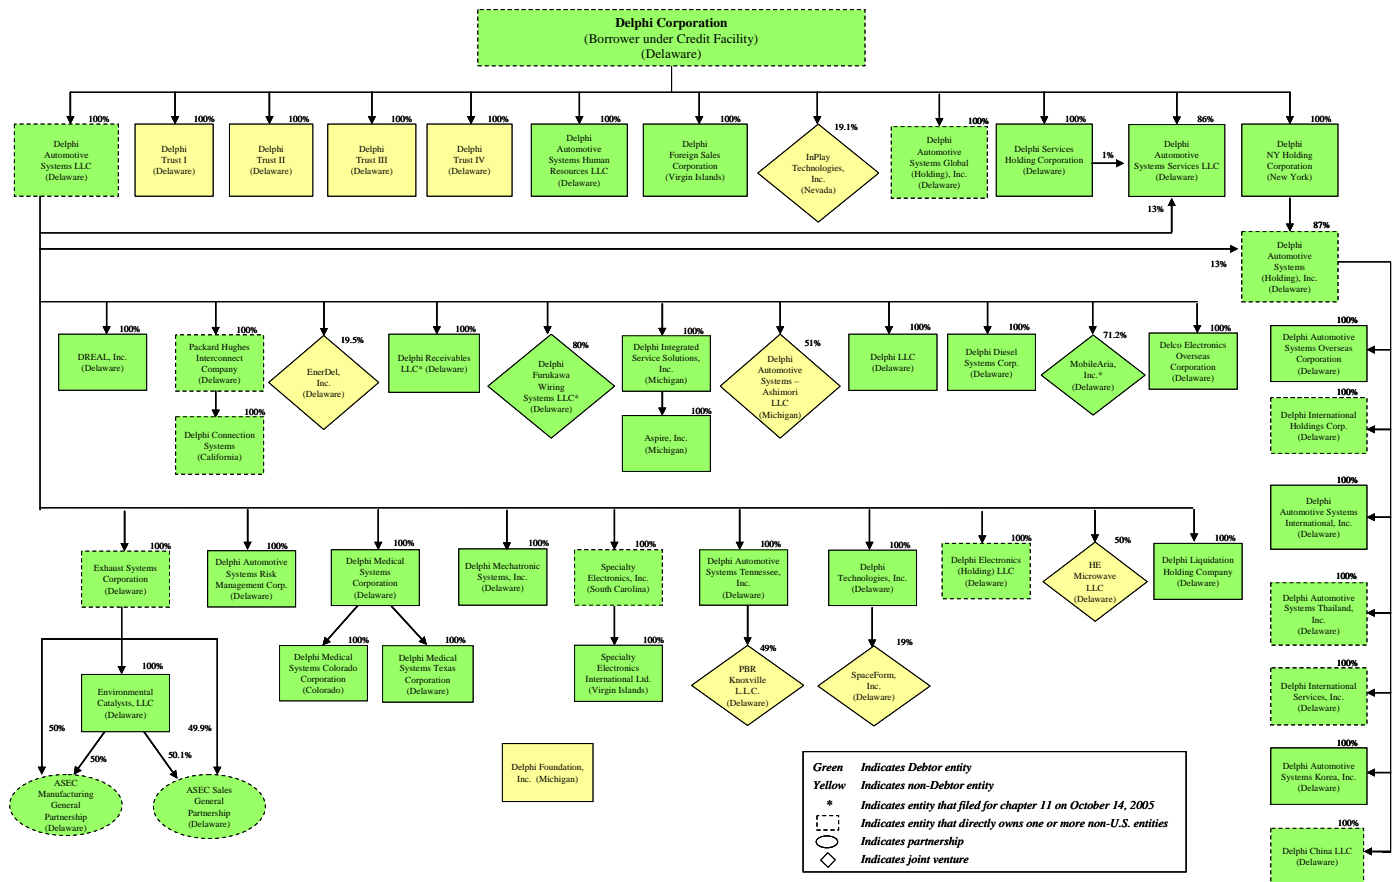 Delphi Corporation
(Borrower under Credit Facility)
(Delaware)
100%
100%
100%
100%
100%
100%
100%
19.1%
100%
100%
86%
100%
Delphi
Automotive
Systems LLC
(Delaware)
Delphi
Trust I
(Delaware)
Delphi
Trust II
(Delaware)
Delphi
Trust III
(Delaware)
Delphi
Trust IV
(Delaware)
Delphi
Automotive
Systems Human
Resources LLC
(Delaware)
Delphi
Foreign Sales
Corporation
(Virgin Islands)
InPlay
Technologies,
Inc.
(Nevada)
Delphi
Automotive
Systems Global
(Holding), Inc.
(Delaware)
Delphi Services
Holding Corporation
(Delaware)
1%
Delphi
Automotive
Systems Services LLC
(Delaware)
Delphi
NY Holding
Corporation
(New York)
13%
87%
13%
Delphi
Automotive
Systems
(Holding), Inc.
(Delaware)
100%
DREAL, Inc.
(Delaware)
100%
Packard Hughes
Interconnect
Company
(Delaware)
100%
Delphi Connection
Systems
(California)
19.5%
EnerDel,
Inc.
(Delaware)
100%
Delphi Receivables
LLC* (Delaware)
80%
Delphi
Furukawa
Wiring
Systems LLC*
(Delaware)
100%
Delphi Integrated
Service Solutions,
Inc.
(Michigan)
100%
Aspire, Inc.
(Michigan)
51%
Delphi
Automotive
Systems –
Ashimori
LLC
(Michigan)
100%
Delphi LLC
(Delaware)
100%
Delphi Diesel
Systems Corp.
(Delaware)
71.2%
MobileAria,
Inc.*
(Delaware)
100%
Delco Electronics
Overseas
Corporation
(Delaware)
100%
Delphi Automotive
Systems Overseas
Corporation
(Delaware)
100%
Delphi International
Holdings Corp.
(Delaware)
100%
Delphi
Automotive Systems
International, Inc.
(Delaware)
100%
Delphi Automotive
Systems Thailand,
Inc.
(Delaware)
100%
Delphi International
Services, Inc.
(Delaware)
100%
Delphi Automotive
Systems Korea, Inc.
(Delaware)
100%
Delphi China LLC
(Delaware)
100%
Exhaust Systems
Corporation
(Delaware)
100%
Delphi Automotive
Systems Risk
Management Corp.
(Delaware)
100%
Delphi Medical
Systems
Corporation
(Delaware)
100%
Delphi Mechatronic
Systems, Inc.
(Delaware)
100%
Specialty
Electronics, Inc.
(South Carolina)
100%
Delphi Automotive
Systems Tennessee,
Inc.
(Delaware)
100%
Delphi
Technologies, Inc.
(Delaware)
100%
Delphi Electronics
(Holding) LLC
(Delaware)
50%
HE
Microwave
LLC
(Delaware)
100%
Delphi Liquidation
Holding Company
(Delaware)
100%
Environmental
Catalysts, LLC
(Delaware)
100%
Delphi Medical
Systems Colorado
Corporation
(Colorado)
100%
Delphi Medical
Systems Texas
Corporation
(Delaware)
100%
Specialty
Electronics
International Ltd.
(Virgin Islands)
49%
PBR
Knoxville
L.L.C.
(Delaware)
19%
SpaceForm,
Inc.
(Delaware)
50%
50%
50.1%
49.9%
ASEC
Manufacturing
General
Partnership
(Delaware)
ASEC Sales
General
Partnership
(Delaware)
Delphi Foundation,
Inc. (Michigan)
Green Indicates Debtor entity
Yellow Indicates non-Debtor entity
* Indicates entity that filed for chapter 11 on October 14, 2005
Indicates entity that directly owns one or more non-U.S. entities
Indicates partnership
Indicates joint venture